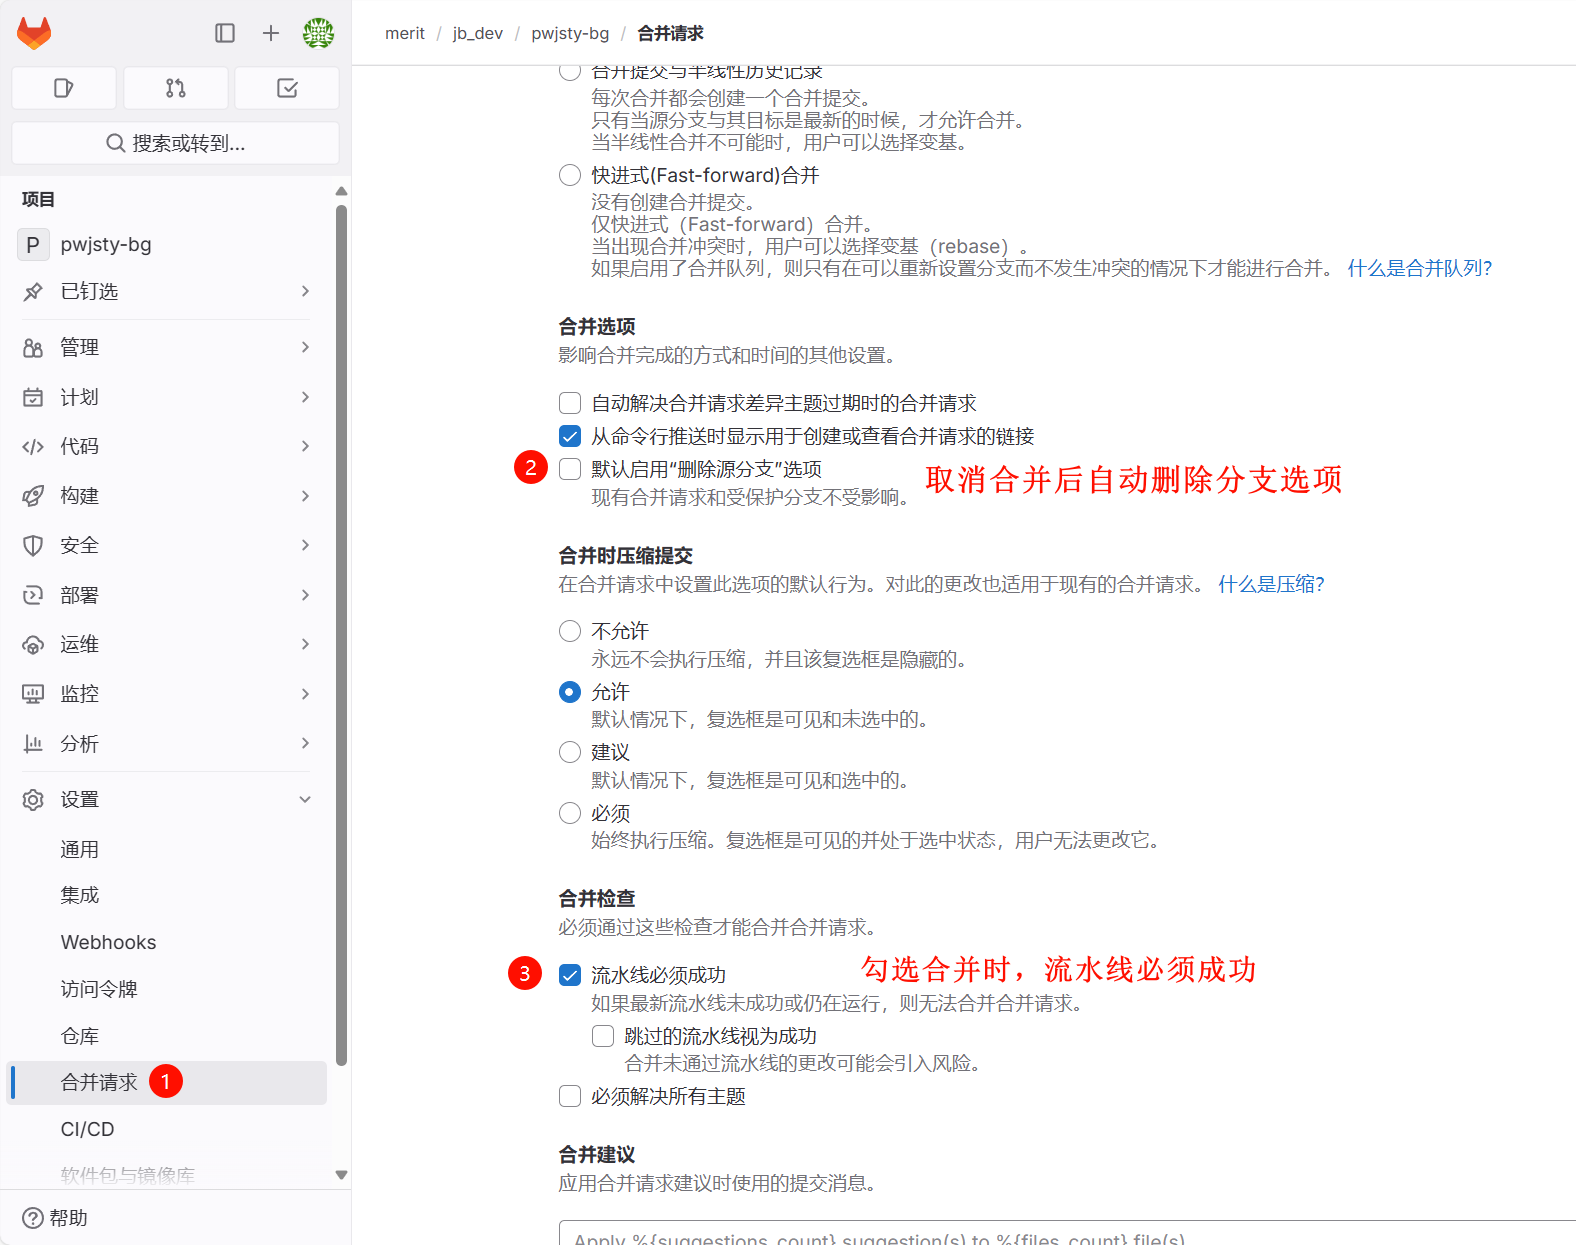 merit / jb_dev / pwjsty-bg / 合并请求
搜索或转到...
项目
P pwjsty-bg
已钉选
管理
计划
代码
构建
安全
部署
运维
监控
分析
设置
通用
集成
Webhooks
访问令牌
仓库
合并请求 1
CI/CD
软件包与镜像库
帮助
合并提交与半线性历史记录
每次合并都会创建一个合并提交。
只有当源分支与其目标是最新的时候，才允许合并。
当半线性合并不可能时，用户可以选择变基。
快进式(Fast-forward)合并
没有创建合并提交。
仅快进式（Fast-forward）合并。
当出现合并冲突时，用户可以选择变基（rebase）。
如果启用了合并队列，则只有在可以重新设置分支而不发生冲突的情况下才能进行合并。 什么是合并队列?
合并选项
影响合并完成的方式和时间的其他设置。
自动解决合并请求差异主题过期时的合并请求
从命令行推送时显示用于创建或查看合并请求的链接
2 默认启用“删除源分支”选项
取消合并后自动删除分支选项
现有合并请求和受保护分支不受影响。
合并时压缩提交
在合并请求中设置此选项的默认行为。对此的更改也适用于现有的合并请求。 什么是压缩?
不允许
永远不会执行压缩，并且该复选框是隐藏的。
允许
默认情况下，复选框是可见和未选中的。
建议
默认情况下，复选框是可见和选中的。
必须
始终执行压缩。复选框是可见的并处于选中状态，用户无法更改它。
合并检查
必须通过这些检查才能合并合并请求。
3 流水线必须成功
勾选合并时，流水线必须成功
如果最新流水线未成功或仍在运行，则无法合并合并请求。
跳过的流水线视为成功
合并未通过流水线的更改可能会引入风险。
必须解决所有主题
合并建议
应用合并请求建议时使用的提交消息。
Apply %{suggestions_count} suggestion(s) to %{files_count} file(s)